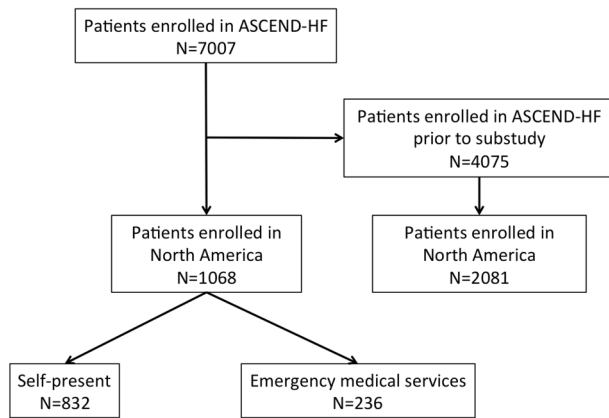 Patients enrolled in ASCEND-HF
N=7007
Patients enrolled in ASCEND-HF
prior to substudy
N=4075
Patients enrolled in
North America
N=1068
Patients enrolled in
North America
N=2081
Self-present
N=832
Emergency medical services
N=236